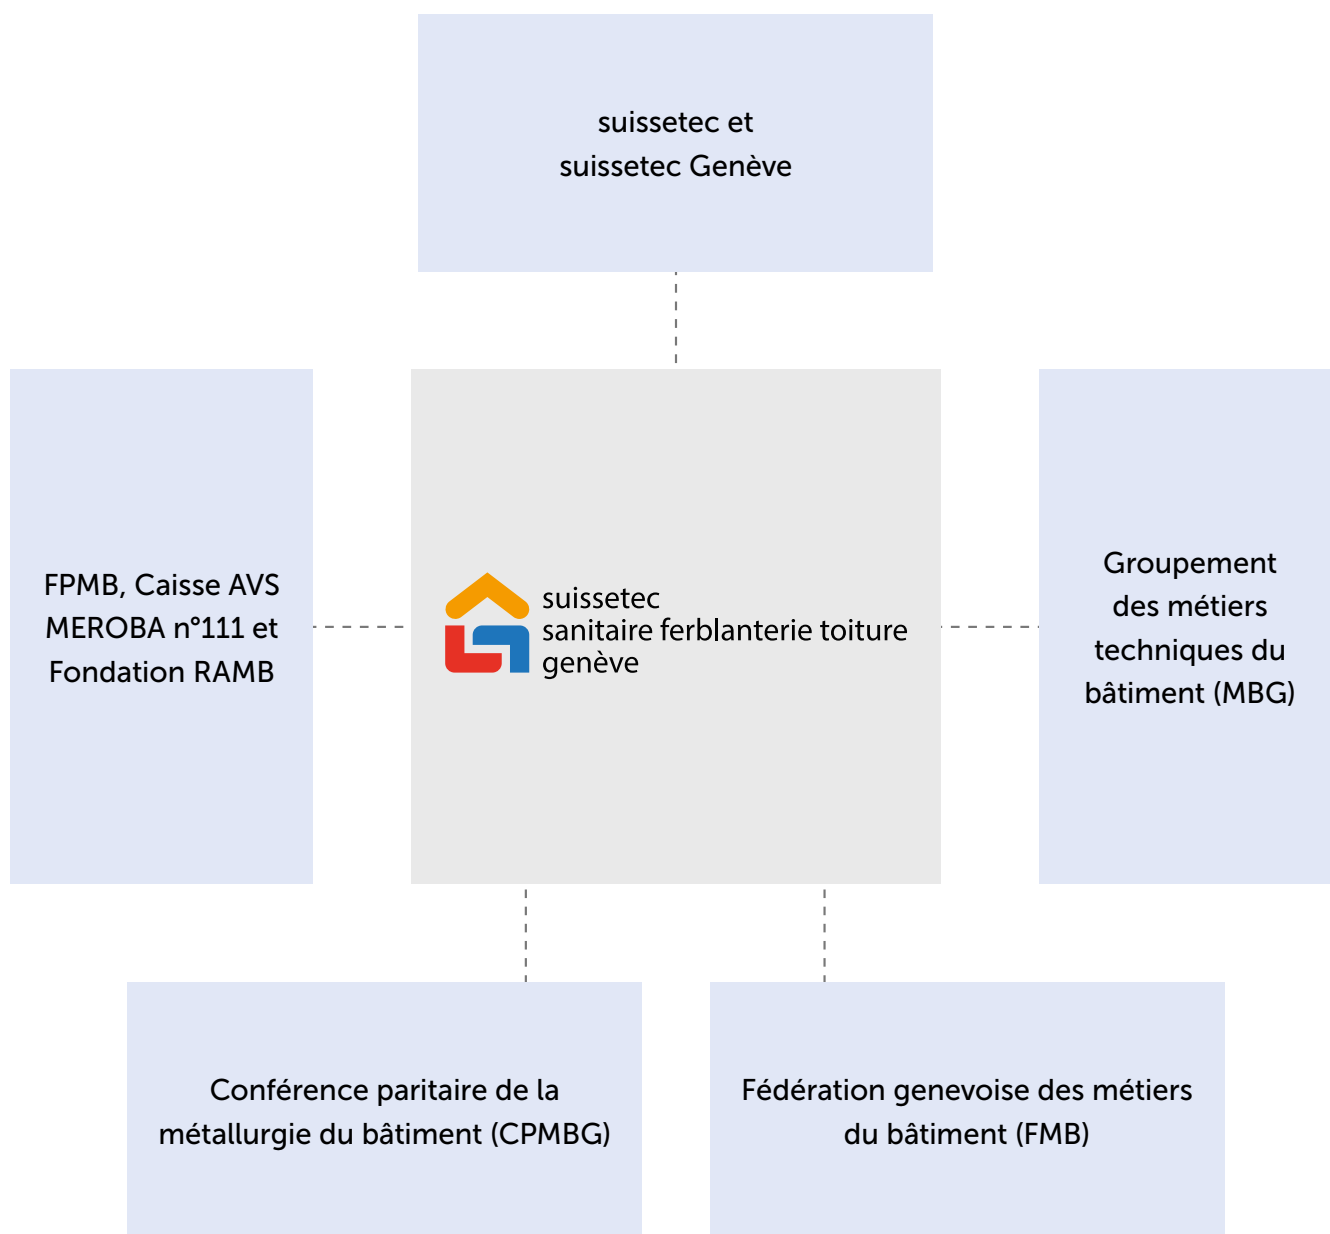 suissetec et
suissetec Genève
FPMB, Caisse AVS
MEROBA n°111 et
Fondation RAMB
suissetec
sanitaire ferblanterie toiture
genève
Groupement
des métiers
techniques du
bâtiment (MBG)
Conférence paritaire de la
métallurgie du bâtiment (CPMBG)
Fédération genevoise des métiers
du bâtiment (FMB)